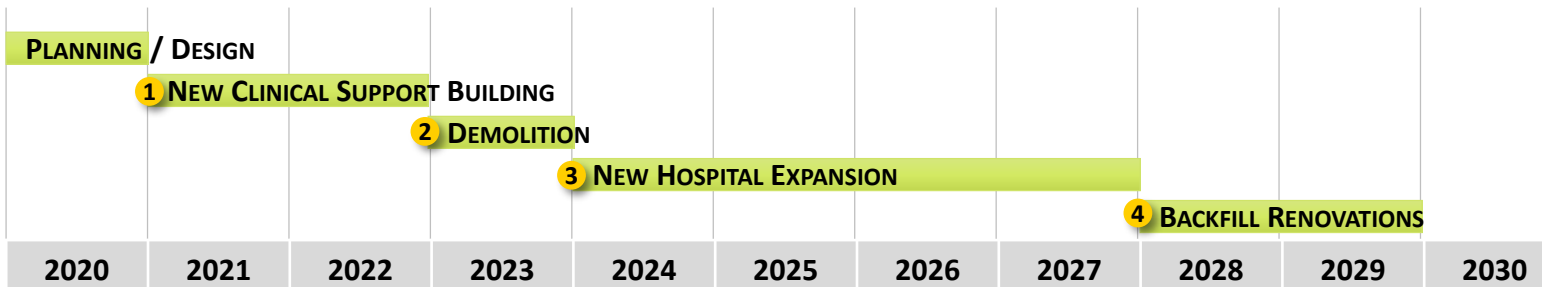 PLANNING / DESIGN
1 NEW CLINICAL SUPPORT BUILDING
2 DEMOLITION
3 NEW HOSPITAL EXPANSION
4 BACKFILL RENOVATIONS
2020 2021 2022 2023 2024 2025 2026 2027 2028 2029 2030